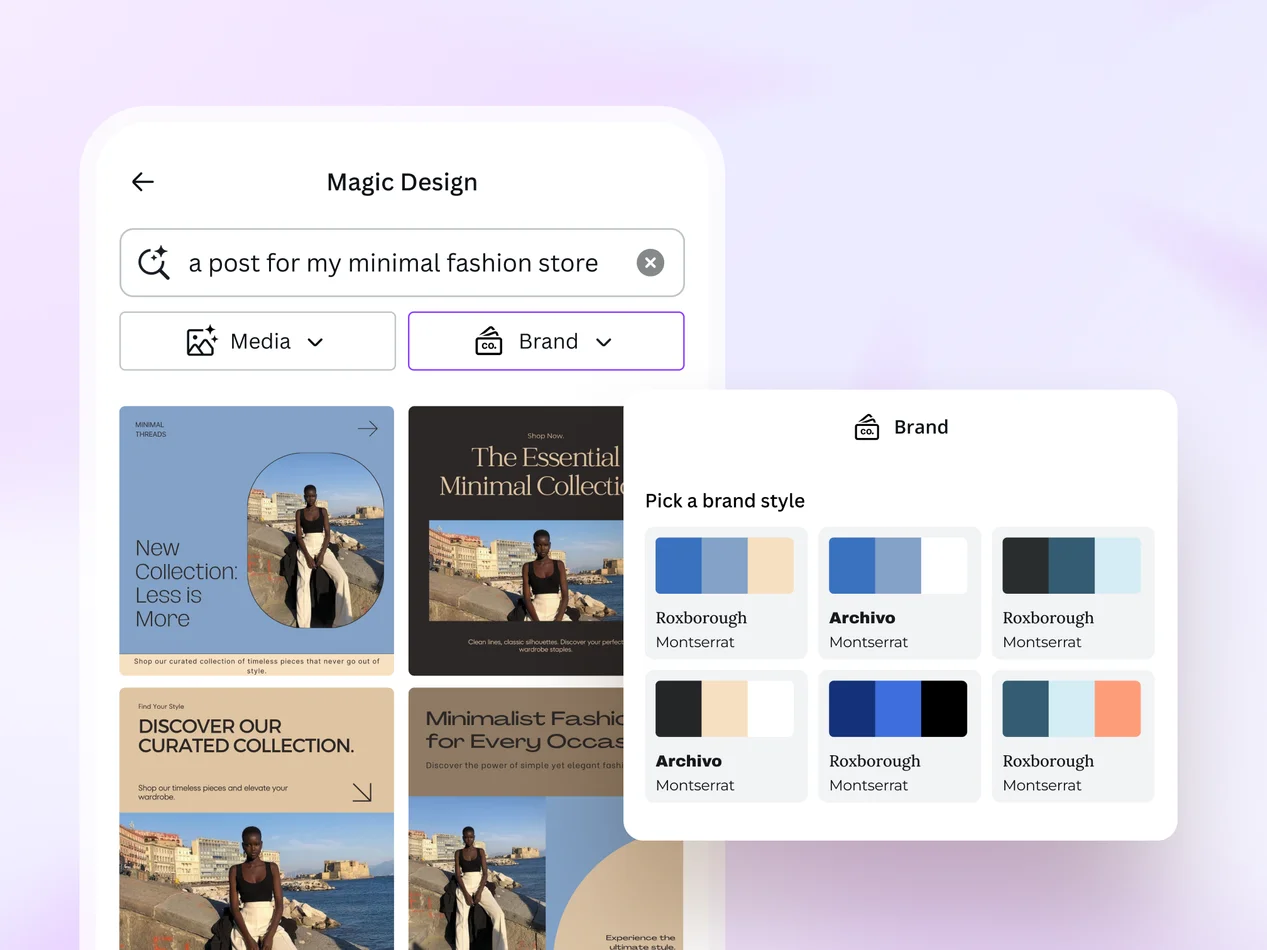 Magic Design
a post for my minimal fashion store
Media
co.
Brand
MINIMAL
THREADS
New
Collection:
Less is
More
Shop our curated collection of timeless pieces that never go out of
style.
Shop Now.
The Essential
Minimal
Clean lines, classic silhouettes. Discover your perfect
wardrobe staples.
Find Your Style
DISCOVER OUR
CURATED COLLECTION.
Shop our timeless pieces and elevate your
wardrobe.
Minimalist
for Every
Discover the power of simple yet elegant
Experience the
ultimate style.
co.
Brand
Pick a brand style
Roxborough
Montserrat
Archivo
Montserrat
Roxborough
Montserrat
Archivo
Montserrat
Roxborough
Montserrat
Roxborough
Montserrat